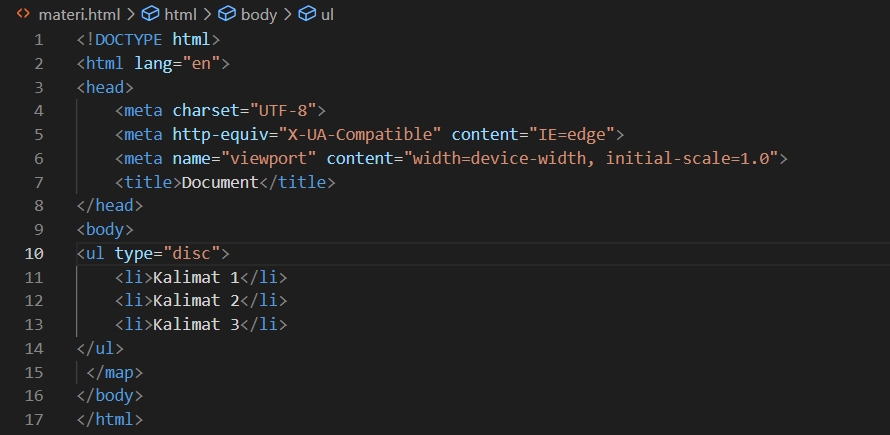 materi.html > html > body > ul
1 <!DOCTYPE html>
2 <html lang="en">
3 <head>
4     <meta charset="UTF-8">
5     <meta http-equiv="X-UA-Compatible" content="IE=edge">
6     <meta name="viewport" content="width=device-width, initial-scale=1.0">
7     <title>Document</title>
8 </head>
9 <body>
10 <ul type="disc">
11     <li>Kalimat 1</li>
12     <li>Kalimat 2</li>
13     <li>Kalimat 3</li>
14 </ul>
15  </map>
16 </body>
17 </html>